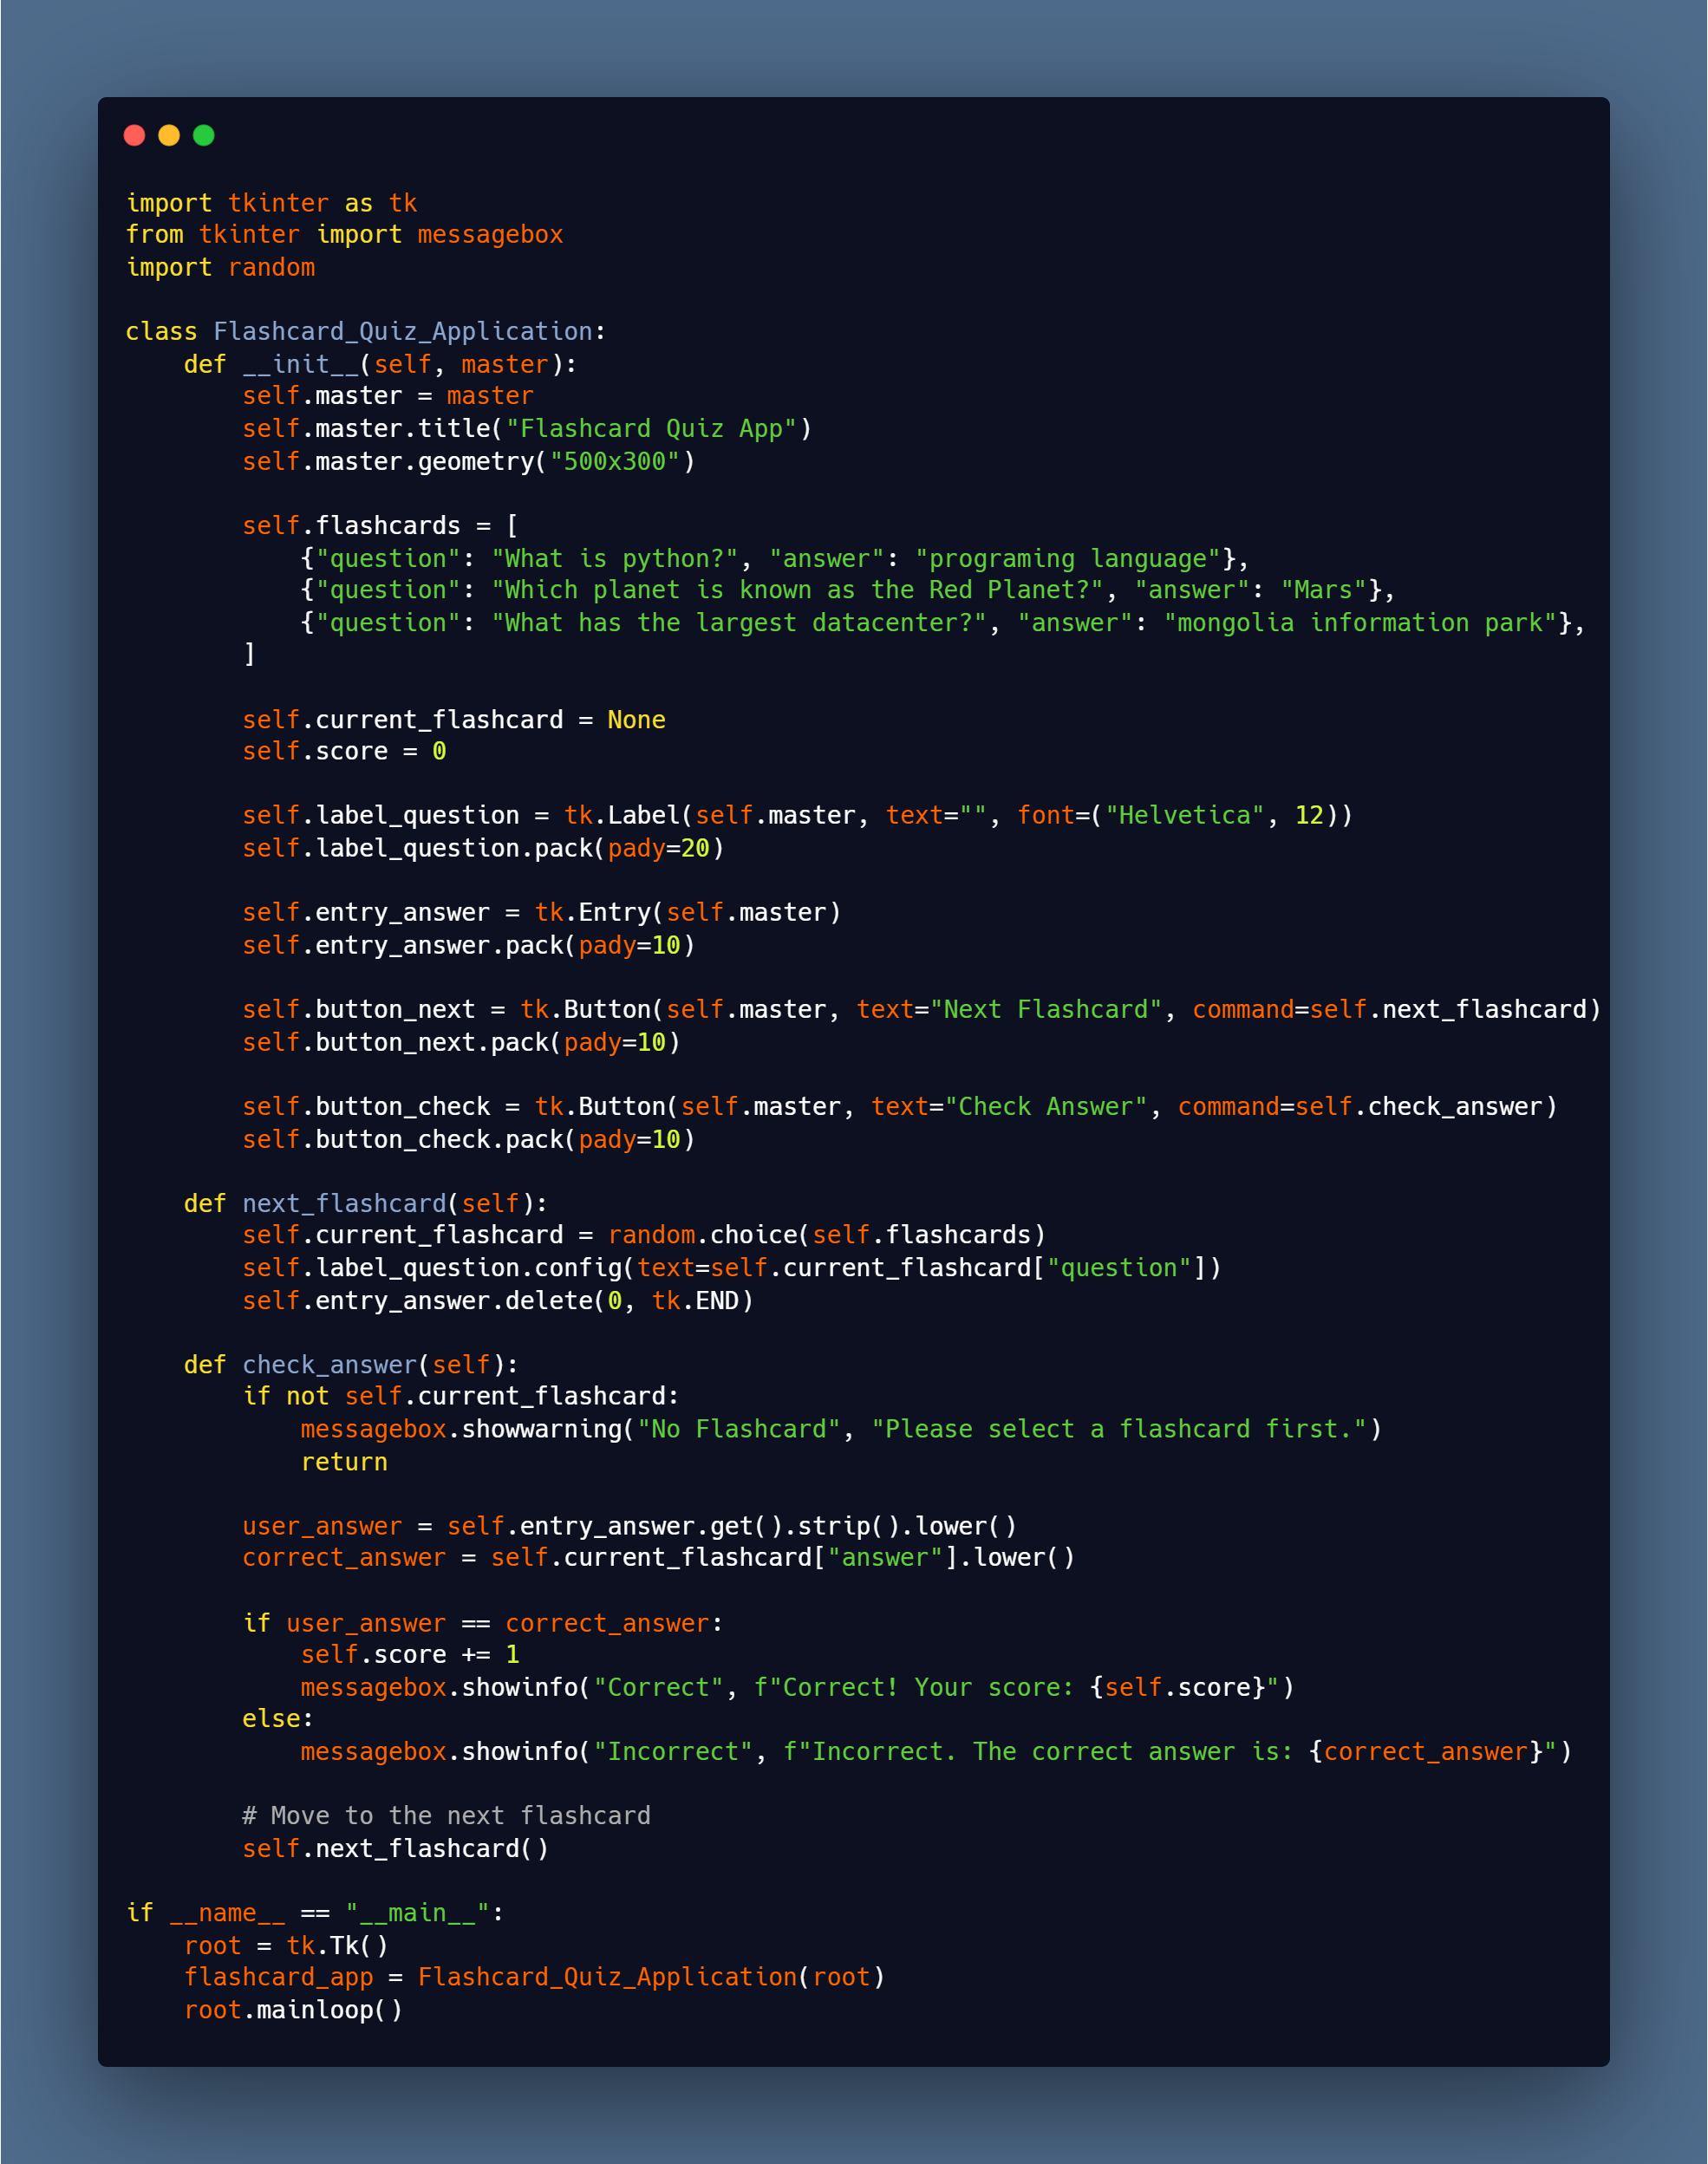 import tkinter as tk
from tkinter import messagebox
import random

class Flashcard_Quiz_Application:
    def __init__(self, master):
        self.master = master
        self.master.title("Flashcard Quiz App")
        self.master.geometry("500x300")

        self.flashcards = [
            {"question": "What is python?", "answer": "programing language"},
            {"question": "Which planet is known as the Red Planet?", "answer": "Mars"},
            {"question": "What has the largest datacenter?", "answer": "mongolia information park"},
        ]

        self.current_flashcard = None
        self.score = 0

        self.label_question = tk.Label(self.master, text="", font=("Helvetica", 12))
        self.label_question.pack(pady=20)

        self.entry_answer = tk.Entry(self.master)
        self.entry_answer.pack(pady=10)

        self.button_next = tk.Button(self.master, text="Next Flashcard", command=self.next_flashcard)
        self.button_next.pack(pady=10)

        self.button_check = tk.Button(self.master, text="Check Answer", command=self.check_answer)
        self.button_check.pack(pady=10)

    def next_flashcard(self):
        self.current_flashcard = random.choice(self.flashcards)
        self.label_question.config(text=self.current_flashcard["question"])
        self.entry_answer.delete(0, tk.END)

    def check_answer(self):
        if not self.current_flashcard:
            messagebox.showwarning("No Flashcard", "Please select a flashcard first.")
            return

        user_answer = self.entry_answer.get().strip().lower()
        correct_answer = self.current_flashcard["answer"].lower()

        if user_answer == correct_answer:
            self.score += 1
            messagebox.showinfo("Correct", f"Correct! Your score: {self.score}")
        else:
            messagebox.showinfo("Incorrect", f"Incorrect. The correct answer is: {correct_answer}")

        # Move to the next flashcard
        self.next_flashcard()

if __name__ == "__main__":
    root = tk.Tk()
    flashcard_app = Flashcard_Quiz_Application(root)
    root.mainloop()